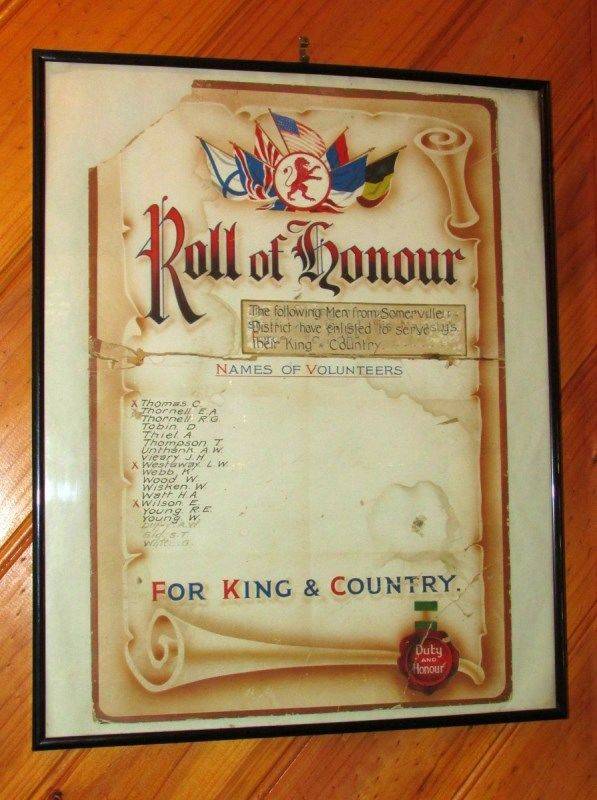 Roll of Honour
The following Men from Somerville
District have enlisted to serve
their King & Country.
NAMES OF VOLUNTEERS
X Thomas. C.
Thornell. E.A.
Thornell. R.G.
Tobin. D.
Thiel. A.
Thompson. T.
Unthank. A.W.
Vieary. J.H.
X Westaway. L.W.
Webb. K.
Wood. W.
Wisken. W.
Watt. H.A.
X Wilson. E.
Young. R.E.
Young. W.
S.T.
G.
FOR KING & COUNTRY.
Duty
AND
Honour